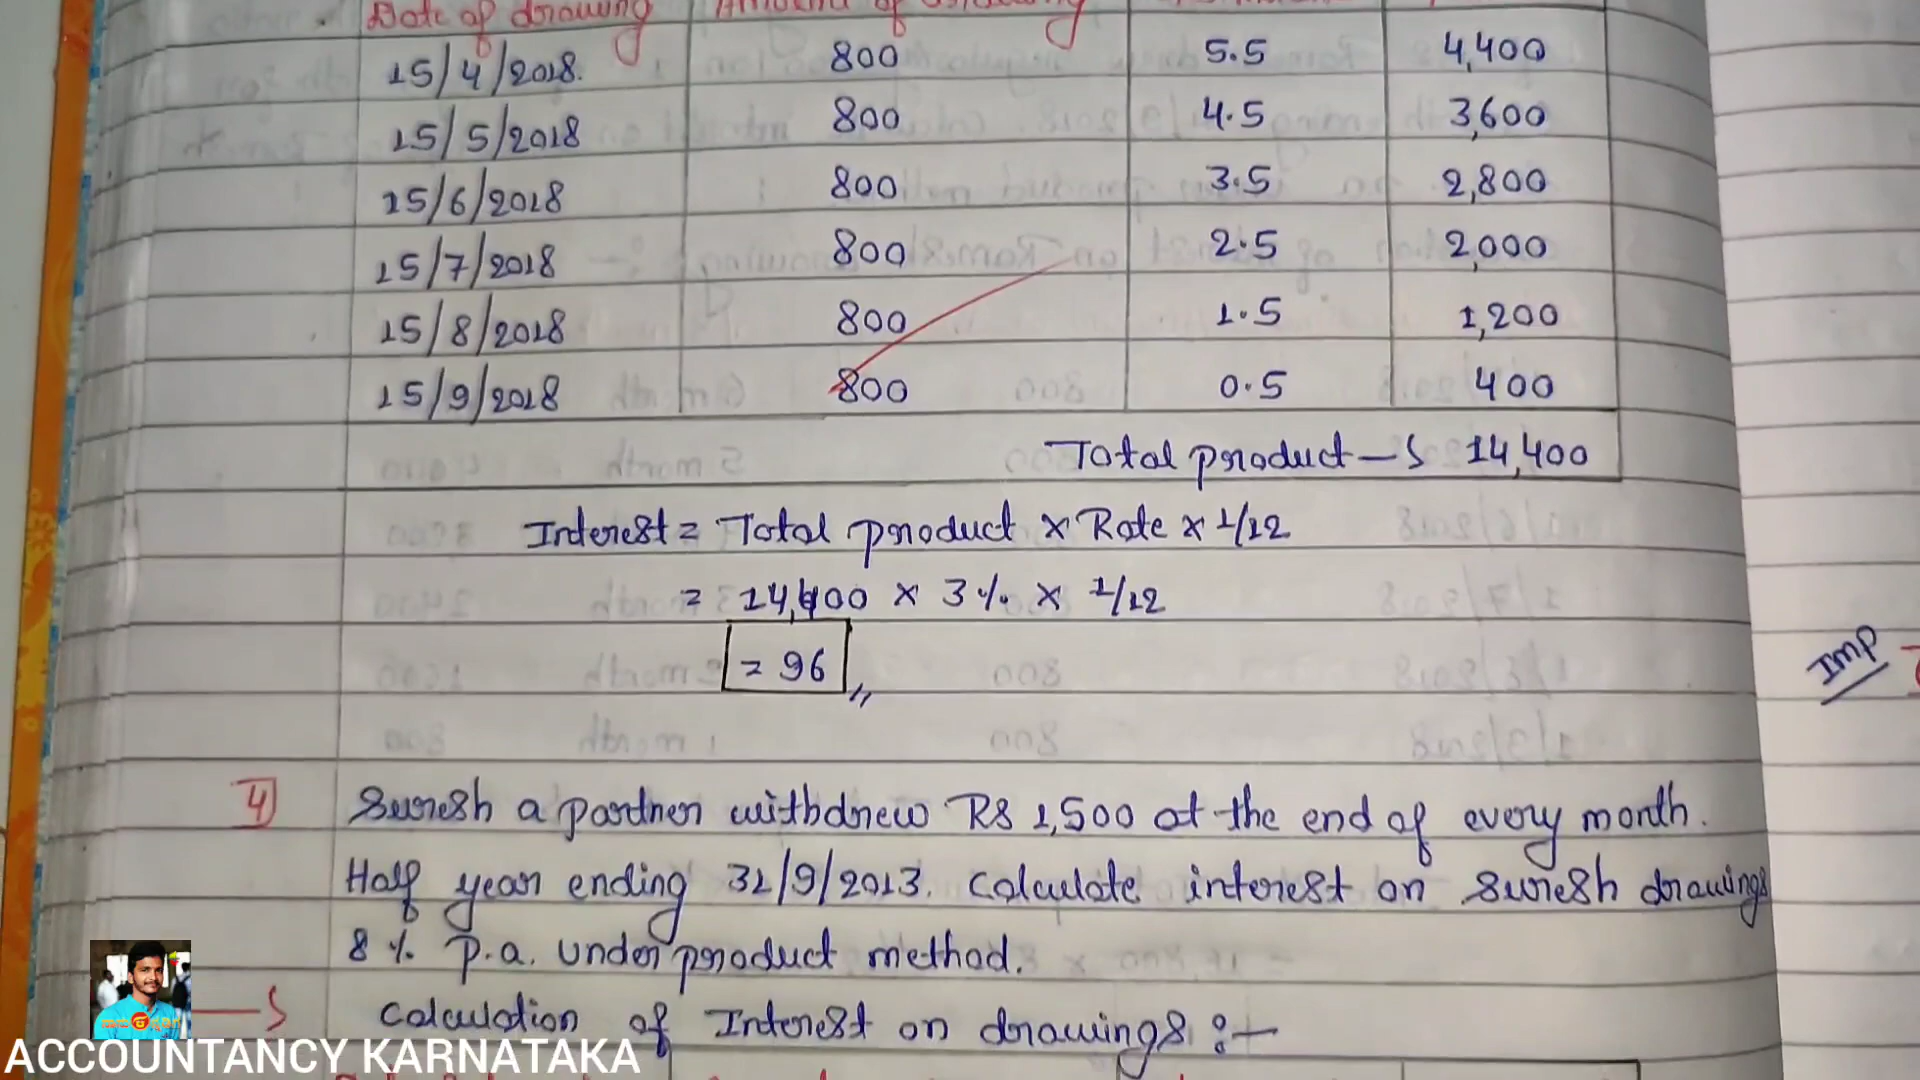 Date of drawing
15/4/2018. 800 5.5 4,400
15/5/2018 800 4.5 3,600
15/6/2018 800 3.5 2,800
15/7/2018 800 2.5 2,000
15/8/2018 800 1.5 1,200
15/9/2018 800 0.5 400
Total product 14,400
Interest = Total product x Rate x 1/12
= 14,400 x 3% x 1/12
= 96
IMP
4 Suresh a partner withdrew RS 1,500 at the end of every month.
Half year ending 31/9/2013. Calculate interest on Suresh drawings
8% p.a. under product method.
Calculation of Interest on drawings :-
ACCOUNTANCY KARNATAKA